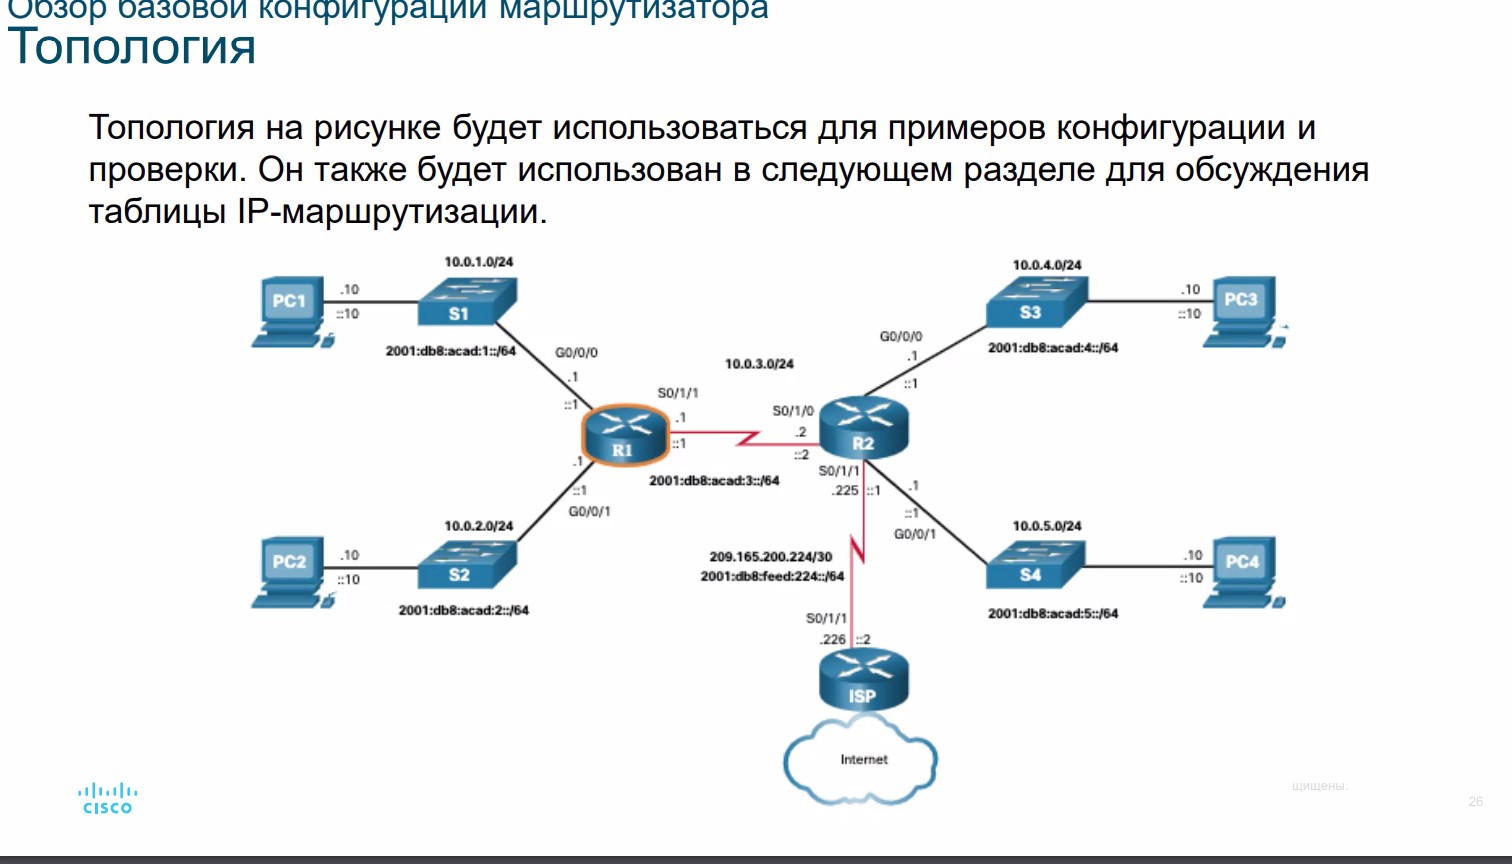 Обзор базовой конфигурации маршрутизатора
Топология
Топология на рисунке будет использоваться для примеров конфигурации и
проверки. Он также будет использован в следующем разделе для обсуждения
таблицы IP-маршрутизации.
10.0.1.0/24
PC1
.10
::10
S1
2001:db8:acad:1::/64
G0/0/0
.1
::1
10.0.4.0/24
S3
.10
::10
PC3
2001:db8:acad:4::/64
G0/0/0
.1
::1
10.0.3.0/24
R1
S0/1/1
.1
::1
S0/1/0
.2
::2
R2
2001:db8:acad:3::/64
.1
::1
G0/0/1
10.0.2.0/24
PC2
.10
::10
S2
2001:db8:acad:2::/64
S0/1/1
.225
::1
.1
::1
G0/0/1
10.0.5.0/24
S4
.10
::10
PC4
2001:db8:acad:5::/64
209.165.200.224/30
2001:db8:feed:224::/64
S0/1/1
.226
::2
ISP
Internet
cisco
щищены.
26